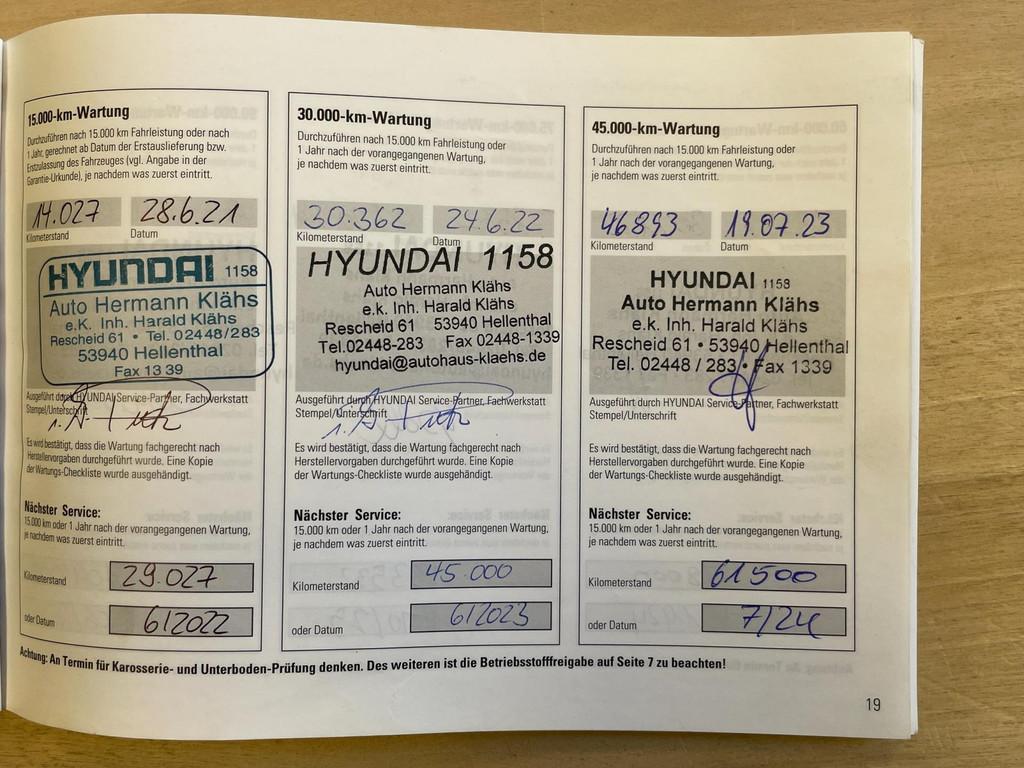 15.000-km-Wartung
Durchzuführen nach 15.000 km Fahrleistung oder nach
1 Jahr, gerechnet ab Datum der Erstauslieferung bzw.
Erstzulassung des Fahrzeuges (vgl. Angabe in der
Garantie-Urkunde), je nachdem was zuerst eintritt.
14.027 28.6.21
Kilometerstand Datum
HYUNDAI 1158
Auto Hermann Klähs
e.K. Inh. Harald Klähs
Rescheid 61 • Tel. 02448/283
53940 Hellenthal
Fax 13 39
Ausgeführt durch HYUNDAI Service-Partner, Fachwerkstatt
Stempel/Unterschrift
Es wird bestätigt, dass die Wartung fachgerecht nach
Herstellervorgaben durchgeführt wurde. Eine Kopie
der Wartungs-Checkliste wurde ausgehändigt.
Nächster Service:
15.000 km oder 1 Jahr nach der vorangegangenen Wartung,
je nachdem was zuerst eintritt.
Kilometerstand 29.027
oder Datum 6/2022
30.000-km-Wartung
Durchzuführen nach 15.000 km Fahrleistung oder
1 Jahr nach der vorangegangenen Wartung,
je nachdem was zuerst eintritt.
30.362 24.6.22
Kilometerstand Datum
HYUNDAI 1158
Auto Hermann Klähs
e.k. Inh. Harald Klähs
Rescheid 61 53940 Hellenthal
Tel.02448-283 Fax 02448-1339
hyundai@autohaus-klaehs.de
Ausgeführt durch HYUNDAI Service-Partner, Fachwerkstatt
Stempel/Unterschrift
Es wird bestätigt, dass die Wartung fachgerecht nach
Herstellervorgaben durchgeführt wurde. Eine Kopie
der Wartungs-Checkliste wurde ausgehändigt.
Nächster Service:
15.000 km oder 1 Jahr nach der vorangegangenen Wartung,
je nachdem was zuerst eintritt.
Kilometerstand 45.000
oder Datum 6/2023
45.000-km-Wartung
Durchzuführen nach 15.000 km Fahrleistung oder
1 Jahr nach der vorangegangenen Wartung,
je nachdem was zuerst eintritt.
46893 19.07.23
Kilometerstand Datum
HYUNDAI 1158
Auto Hermann Klähs
e.k. Inh. Harald Klähs
Rescheid 61 • 53940 Hellenthal
Tel. 02448 / 283 • Fax 1339
Ausgeführt durch HYUNDAI Service-Partner, Fachwerkstatt
Stempel/Unterschrift
Es wird bestätigt, dass die Wartung fachgerecht nach
Herstellervorgaben durchgeführt wurde. Eine Kopie
der Wartungs-Checkliste wurde ausgehändigt.
Nächster Service:
15.000 km oder 1 Jahr nach der vorangegangenen Wartung,
je nachdem was zuerst eintritt.
Kilometerstand 61500
oder Datum 7/24
Achtung: An Termin für Karosserie- und Unterboden-Prüfung denken. Des weiteren ist die Betriebsstofffreigabe auf Seite 7 zu beachten!
19